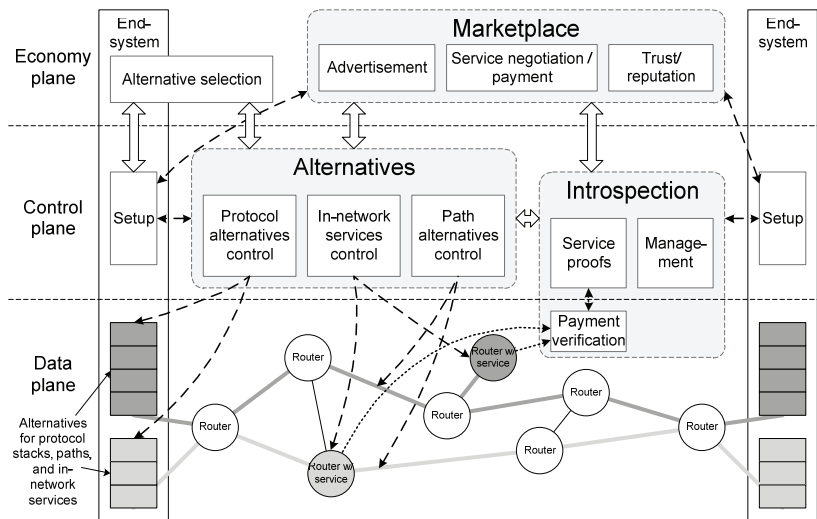 End-
system
Marketplace
End-
system
Economy
plane
Alternative selection
Advertisement
Service negotiation /
payment
Trust/
reputation
Alternatives
Introspection
Control
plane
Setup
Protocol
alternatives
control
In-network
services
control
Path
alternatives
control
Service
proofs
Manage-
ment
Setup
Payment
verification
Data
plane
Router
Router w/
service
Router
Router
Router
Router
Router
Router w/
service
Alternatives
for protocol
stacks, paths,
and in-
network
services